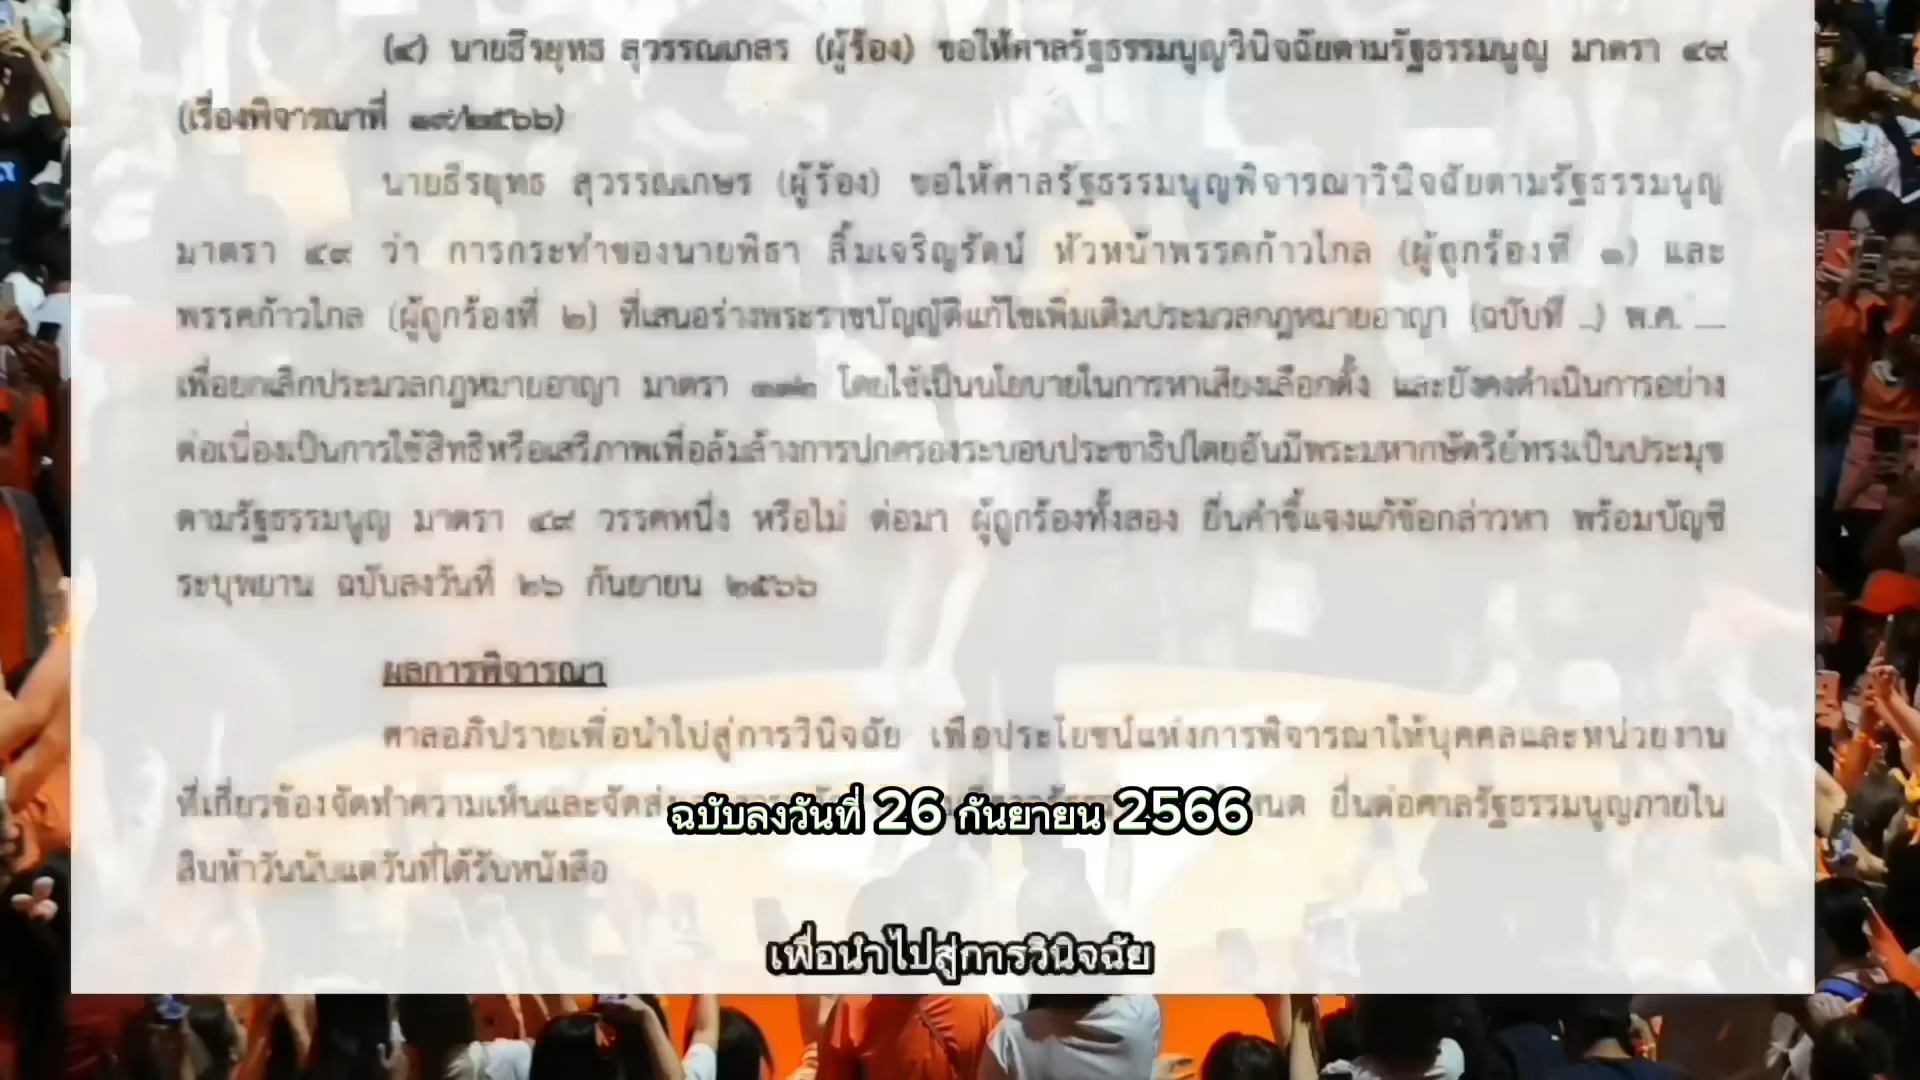 (๔) นายธีรยุทธ สุวรรณเกสร (ผู้ร้อง) ขอให้ศาลรัฐธรรมนูญวินิจฉัยตามรัฐธรรมนูญ มาตรา ๔๙
(เรื่องพิจารณาที่ ๑๙/๒๕๖๖)
นายธีรยุทธ สุวรรณเกษร (ผู้ร้อง) ขอให้ศาลรัฐธรรมนูญพิจารณาวินิจฉัยตามรัฐธรรมนูญ
มาตรา ๔๙ ว่า การกระทำของนายพิธา ลิ้มเจริญรัตน์ หัวหน้าพรรคก้าวไกล (ผู้ถูกร้องที่ ๑) และ
พรรคก้าวไกล (ผู้ถูกร้องที่ ๒) ที่เสนอร่างพระราชบัญญัติแก้ไขเพิ่มเติมประมวลกฎหมายอาญา (ฉบับที่ ..) พ.ศ. ....
เพื่อยกเลิกประมวลกฎหมายอาญา มาตรา ๑๑๒ โดยใช้เป็นนโยบายในการหาเสียงเลือกตั้ง และยังคงดำเนินการอย่าง
ต่อเนื่องเป็นการใช้สิทธิหรือเสรีภาพเพื่อล้มล้างการปกครองระบอบประชาธิปไตยอันมีพระมหากษัตริย์ทรงเป็นประมุข
ตามรัฐธรรมนูญ มาตรา ๔๙ วรรคหนึ่ง หรือไม่ ต่อมา ผู้ถูกร้องทั้งสอง ยื่นคำชี้แจงแก้ข้อกล่าวหา พร้อมบัญชี
ระบุพยาน ฉบับลงวันที่ ๒๖ กันยายน ๒๕๖๖
ผลการพิจารณา
ศาลอภิปรายเพื่อนำไปสู่การวินิจฉัย เพื่อประโยชน์แห่งการพิจารณาให้บุคคลและหน่วยงาน
ที่เกี่ยวข้องจัดทำความเห็นและจัดส่ง ยื่นต่อศาลรัฐธรรมนูญภายใน
ฉบับลงวันที่ 26 กันยายน 2566
สิบห้าวันนับแต่วันที่ได้รับหนังสือ
เพื่อนำไปสู่การวินิจฉัย